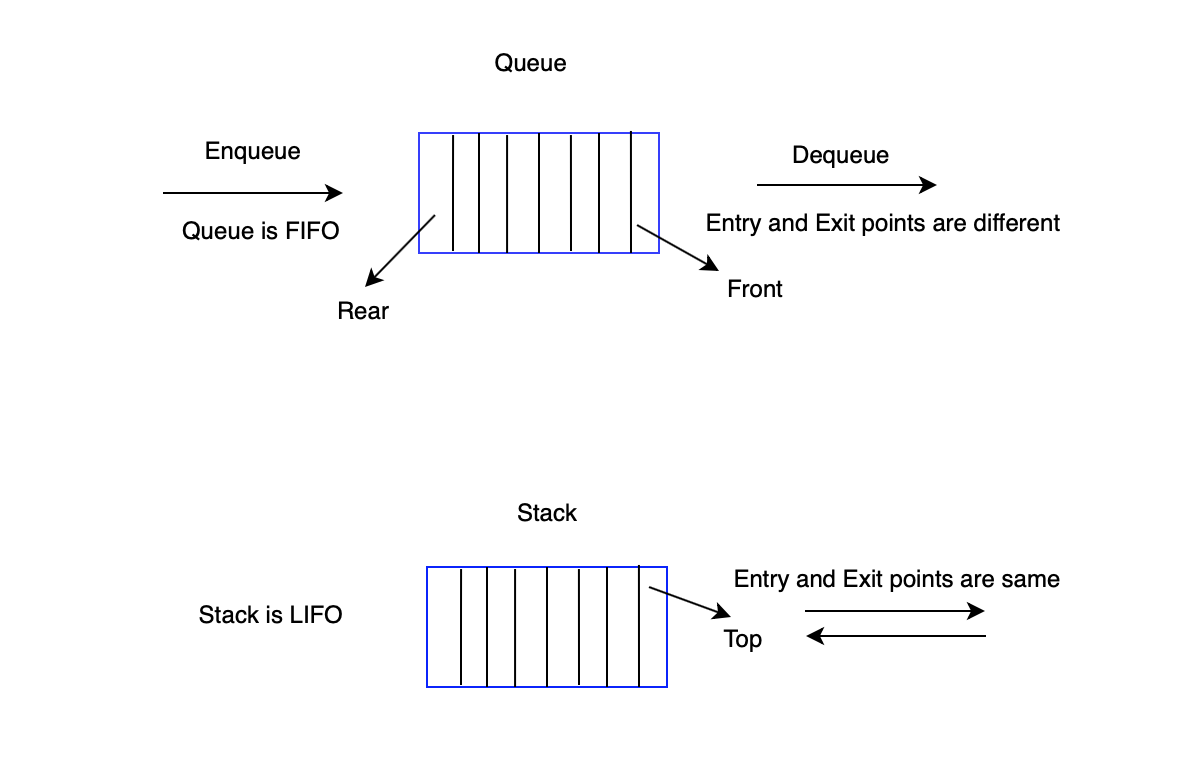 Queue
Enqueue
Queue is FIFO
Rear
Dequeue
Entry and Exit points are different
Front
Stack
Stack is LIFO
Entry and Exit points are same
Top